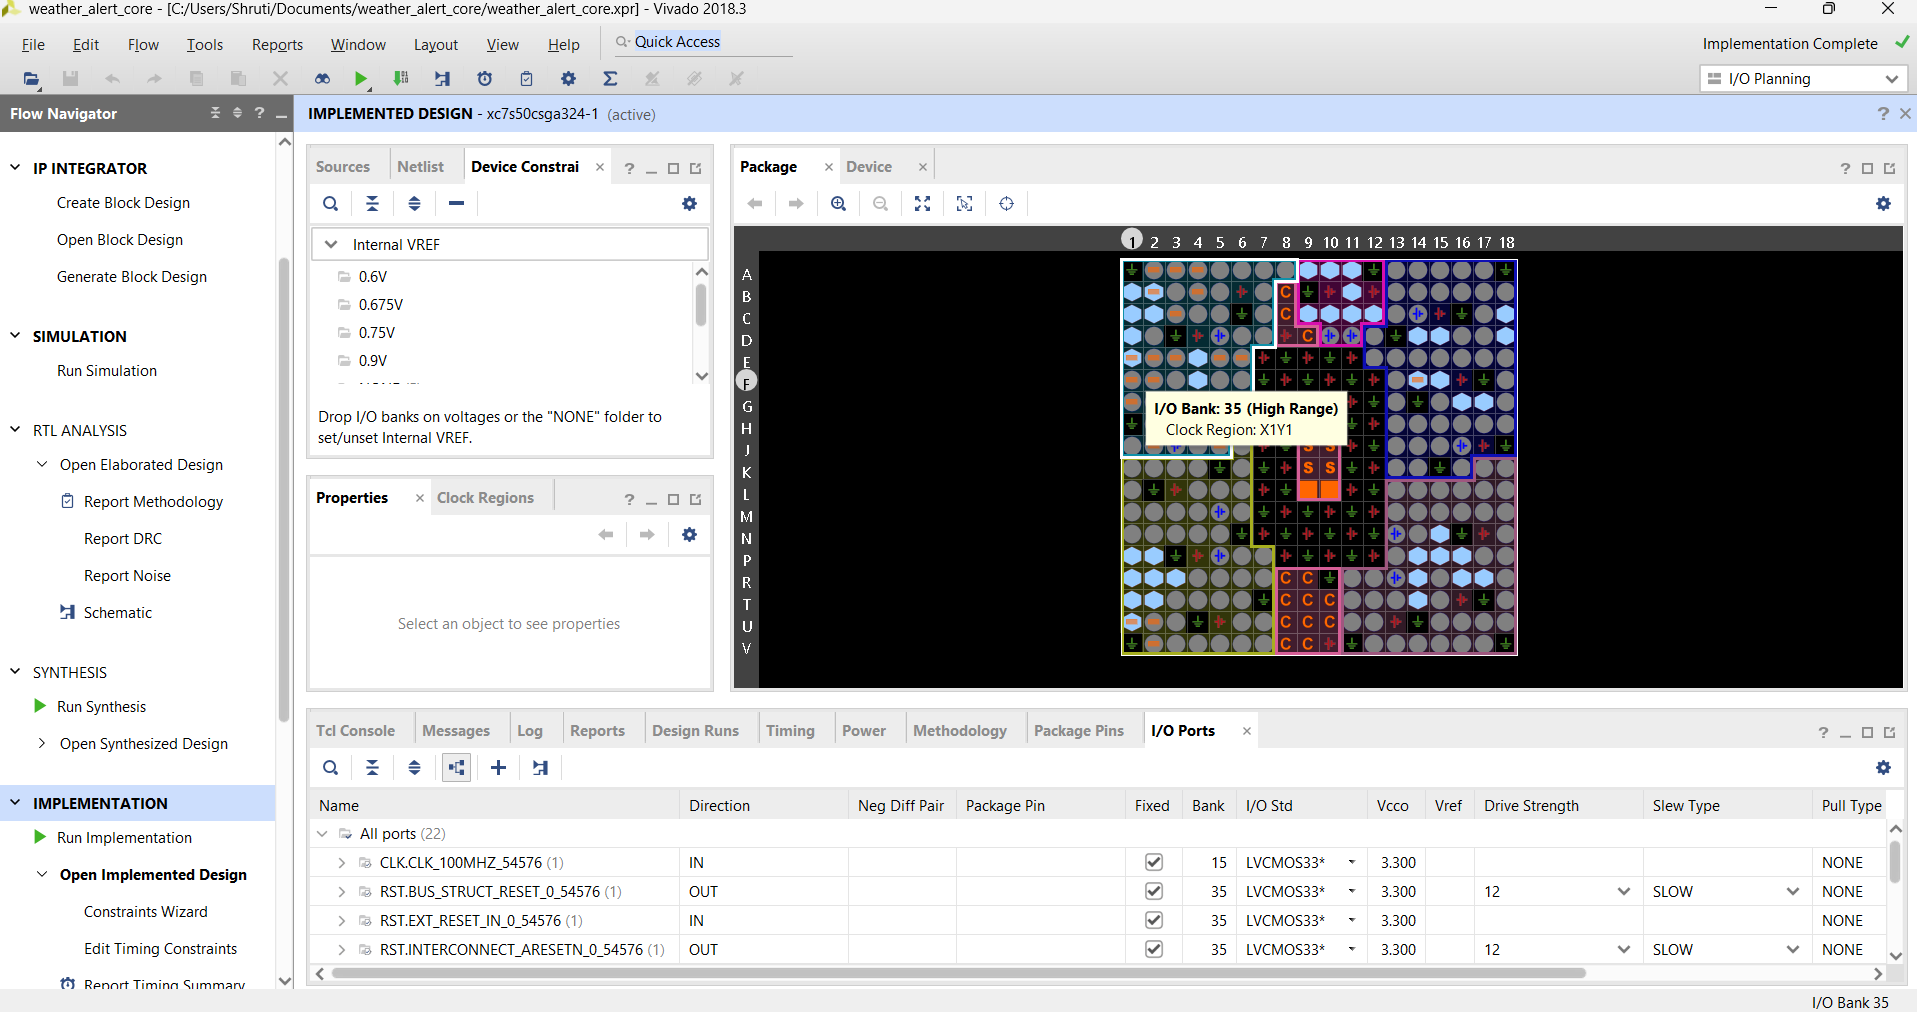 weather_alert_core - [C:/Users/Shruti/Documents/weather_alert_core/weather_alert_core.xpr] - Vivado 2018.3
File Edit Flow Tools Reports Window Layout View Help Quick Access
Implementation Complete
I/O Planning
Flow Navigator
IP INTEGRATOR
Create Block Design
Open Block Design
Generate Block Design
SIMULATION
Run Simulation
RTL ANALYSIS
Open Elaborated Design
Report Methodology
Report DRC
Report Noise
Schematic
SYNTHESIS
Run Synthesis
Open Synthesized Design
IMPLEMENTATION
Run Implementation
Open Implemented Design
Constraints Wizard
Edit Timing Constraints
Report Timing Summary
IMPLEMENTED DESIGN - xc7s50csga324-1 (active)
Sources Netlist Device Constrai
Internal VREF
0.6V
0.675V
0.75V
0.9V
Drop I/O banks on voltages or the "NONE" folder to
set/unset Internal VREF.
Properties Clock Regions
Select an object to see properties
Package Device
1 2 3 4 5 6 7 8 9 10 11 12 13 14 15 16 17 18
A
B
C
D
E
F
G
H
J
K
L
M
N
P
R
T
U
V
C
C
C
I/O Bank: 35 (High Range)
Clock Region: X1Y1
S S
S S
C C
C C C
C C C
C C
Tcl Console Messages Log Reports Design Runs Timing Power Methodology Package Pins I/O Ports
Name Direction Neg Diff Pair Package Pin Fixed Bank I/O Std Vcco Vref Drive Strength Slew Type Pull Type
All ports (22)
CLK.CLK_100MHZ_54576 (1) IN 15 LVCMOS33* 3.300 NONE
RST.BUS_STRUCT_RESET_0_54576 (1) OUT 35 LVCMOS33* 3.300 12 SLOW NONE
RST.EXT_RESET_IN_0_54576 (1) IN 35 LVCMOS33* 3.300 NONE
RST.INTERCONNECT_ARESETN_0_54576 (1) OUT 35 LVCMOS33* 3.300 12 SLOW NONE
I/O Bank 35